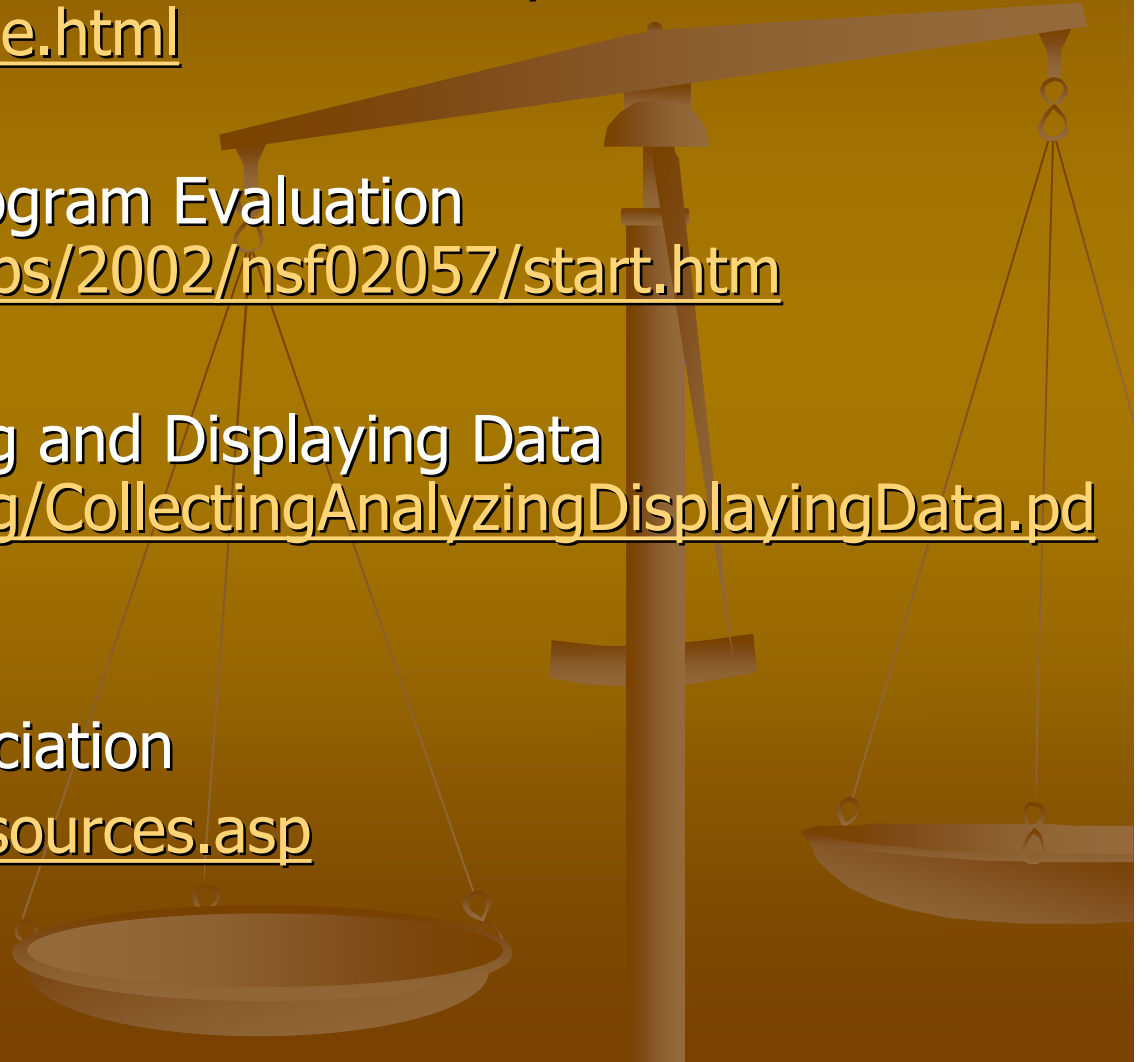 e.html
ogram Evaluation
bs/2002/nsf02057/start.htm
g and Displaying Data
g/CollectingAnalyzingDisplayingData.pd
ciation
sources.asp